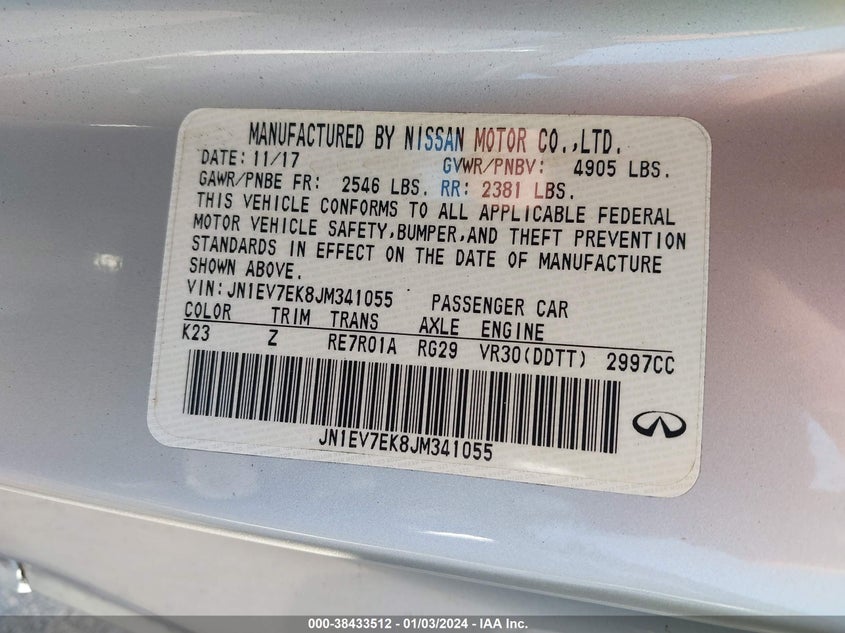 MANUFACTURED BY NISSAN MOTOR CO.,LTD.
DATE: 11/17 GVWR/PNBV: 4905 LBS.
GAWR/PNBE FR: 2546 LBS. RR: 2381 LBS.
THIS VEHICLE CONFORMS TO ALL APPLICABLE FEDERAL
MOTOR VEHICLE SAFETY,BUMPER,AND THEFT PREVENTION
STANDARDS IN EFFECT ON THE DATE OF MANUFACTURE
SHOWN ABOVE.
VIN:JN1EV7EK8JM341055 PASSENGER CAR
COLOR TRIM TRANS AXLE ENGINE
K23 Z RE7R01A RG29 VR30(DDTT) 2997CC
JN1EV7EK8JM341055
000-38433512 — 01/03/2024 — IAA Inc.